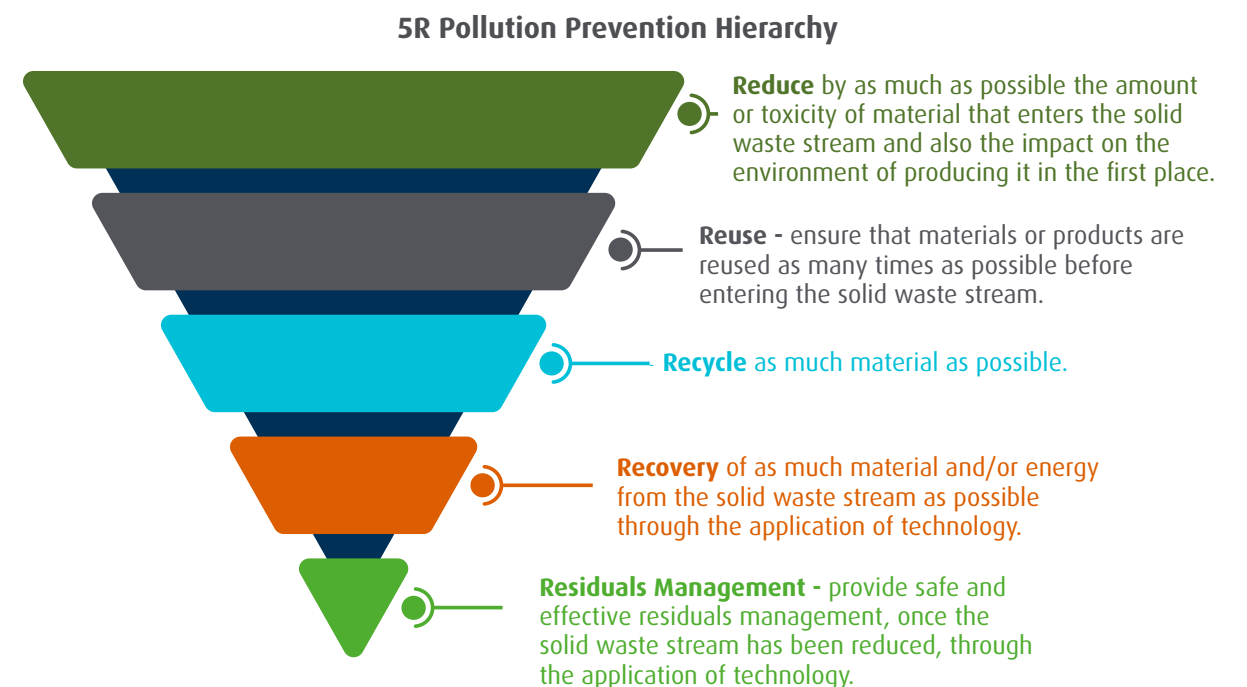 5R Pollution Prevention Hierarchy
Reduce by as much as possible the amount
or toxicity of material that enters the solid
waste stream and also the impact on the
environment of producing it in the first place.
Reuse - ensure that materials or products are
reused as many times as possible before
entering the solid waste stream.
Recycle as much material as possible.
Recovery of as much material and/or energy
from the solid waste stream as possible
through the application of technology.
Residuals Management - provide safe and
effective residuals management, once the
solid waste stream has been reduced, through
the application of technology.